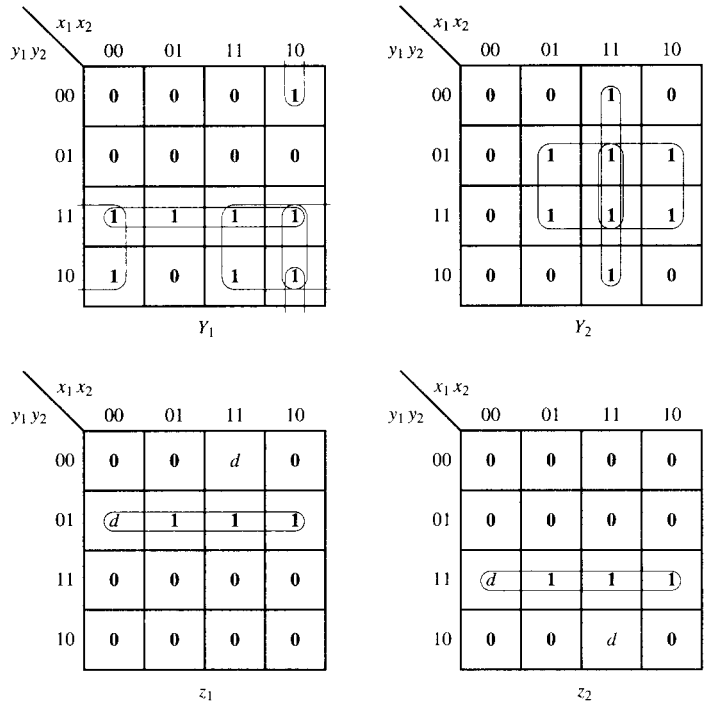 x1 x2
y1 y2 00 01 11 10
00 0 0 0 1
01 0 0 0 0
11 1 1 1 1
10 1 0 1 1
Y1
x1 x2
y1 y2 00 01 11 10
00 0 0 1 0
01 0 1 1 1
11 0 1 1 1
10 0 0 1 0
Y2
x1 x2
y1 y2 00 01 11 10
00 0 0 d 0
01 d 1 1 1
11 0 0 0 0
10 0 0 0 0
z1
x1 x2
y1 y2 00 01 11 10
00 0 0 0 0
01 0 0 0 0
11 d 1 1 1
10 0 0 d 0
z2